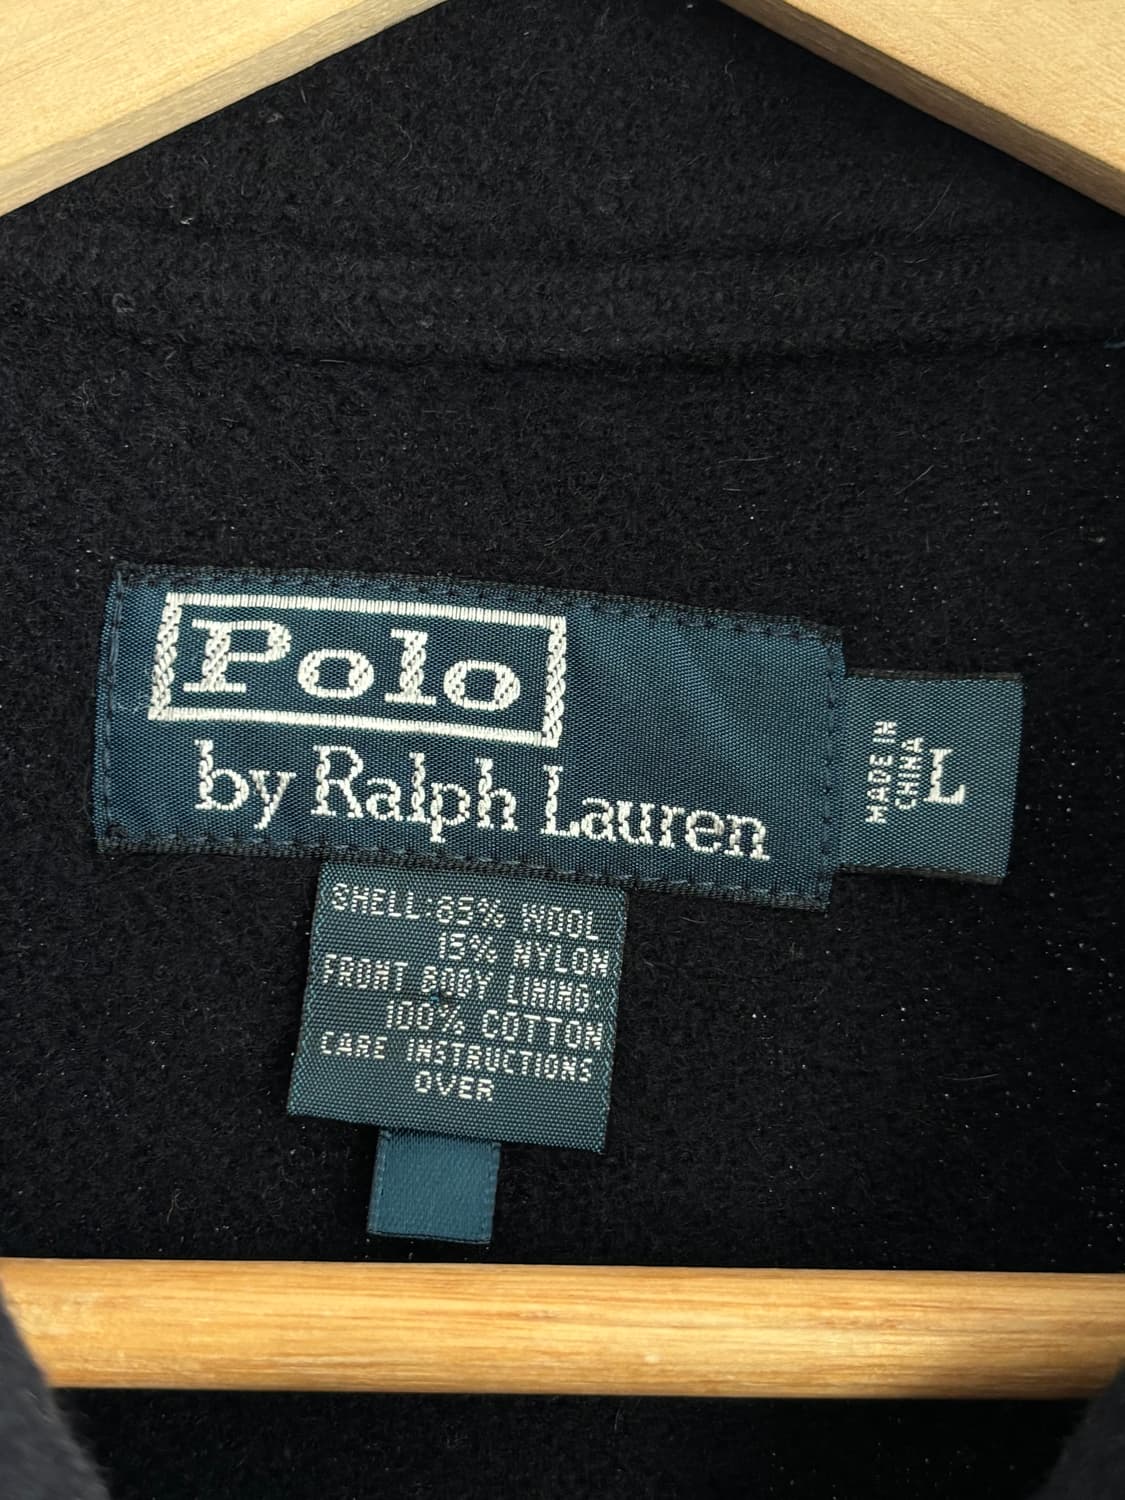 Polo
by Ralph Lauren
MADE IN
CHINA
L
SHELL:85% WOOL
15% NYLON
FRONT BODY LINING:
100% COTTON
CARE INSTRUCTIONS
OVER